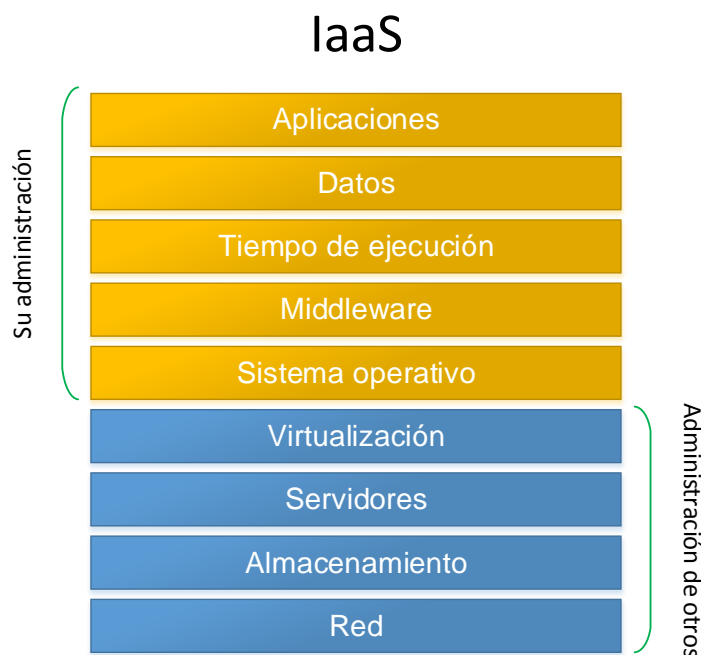 IaaS
Su administración
Aplicaciones
Datos
Tiempo de ejecución
Middleware
Sistema operativo
Virtualización
Servidores
Almacenamiento
Red
Administración de otros